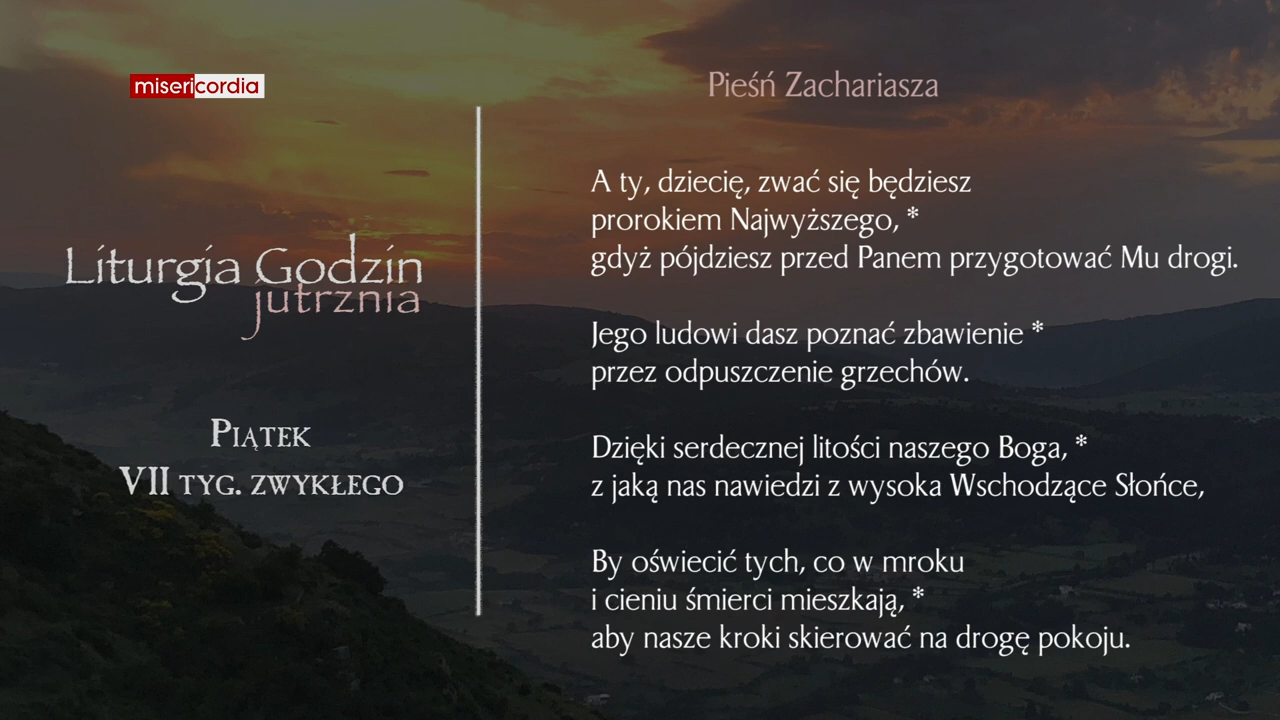 misericordia
Liturgia Godzin
jutrznia
Piątek
VII tyg. zwykłego
Pieśń Zachariasza
A ty, dziecię, zwać się będziesz
prorokiem Najwyższego, *
gdyż pójdziesz przed Panem przygotować Mu drogi.
Jego ludowi dasz poznać zbawienie *
przez odpuszczenie grzechów.
Dzięki serdecznej litości naszego Boga, *
z jaką nas nawiedzi z wysoka Wschodzące Słońce,
By oświecić tych, co w mroku
i cieniu śmierci mieszkają, *
aby nasze kroki skierować na drogę pokoju.